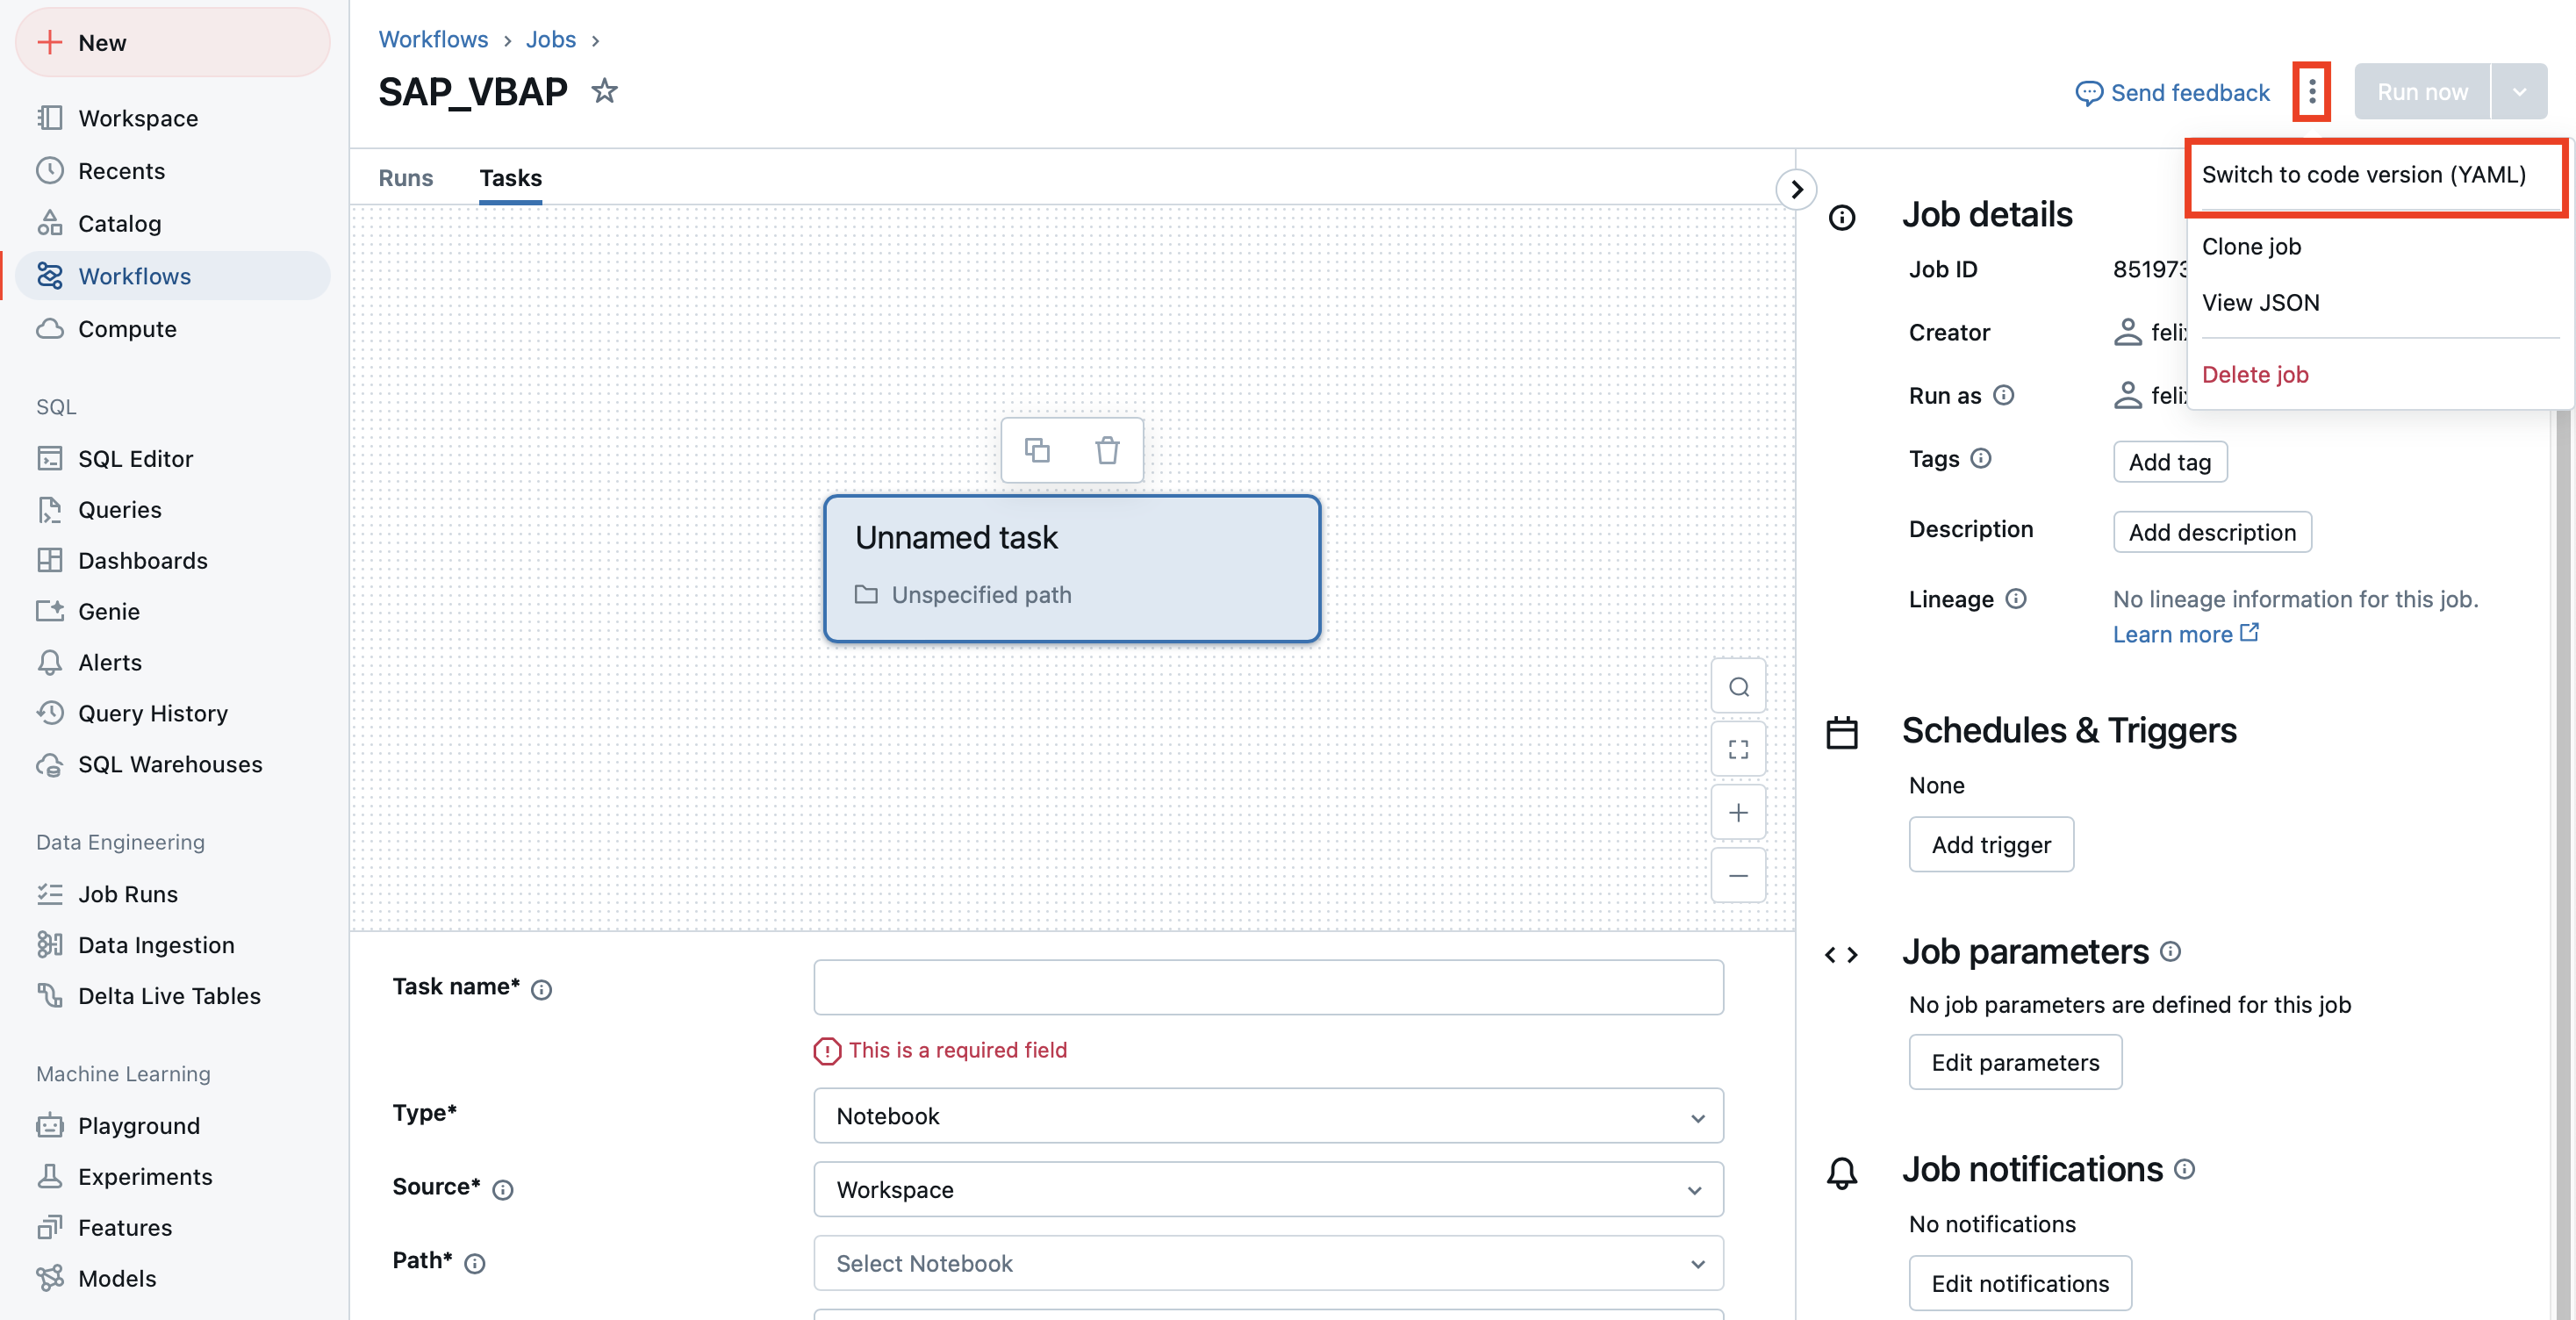 New
Workspace
Recents
Catalog
Workflows
Compute
SQL
SQL Editor
Queries
Dashboards
Genie
Alerts
Query History
SQL Warehouses
Data Engineering
Job Runs
Data Ingestion
Delta Live Tables
Machine Learning
Playground
Experiments
Features
Models
Workflows > Jobs >
SAP_VBAP
Send feedback
Run now
Runs Tasks
Unnamed task
Unspecified path
Task name*
This is a required field
Type* Notebook
Source* Workspace
Path* Select Notebook
Switch to code version (YAML)
Clone job
View JSON
Delete job
Job details
Job ID 851973
Creator
Run as
Tags Add tag
Description Add description
Lineage No lineage information for this job.
Learn more
Schedules & Triggers
None
Add trigger
Job parameters
No job parameters are defined for this job
Edit parameters
Job notifications
No notifications
Edit notifications